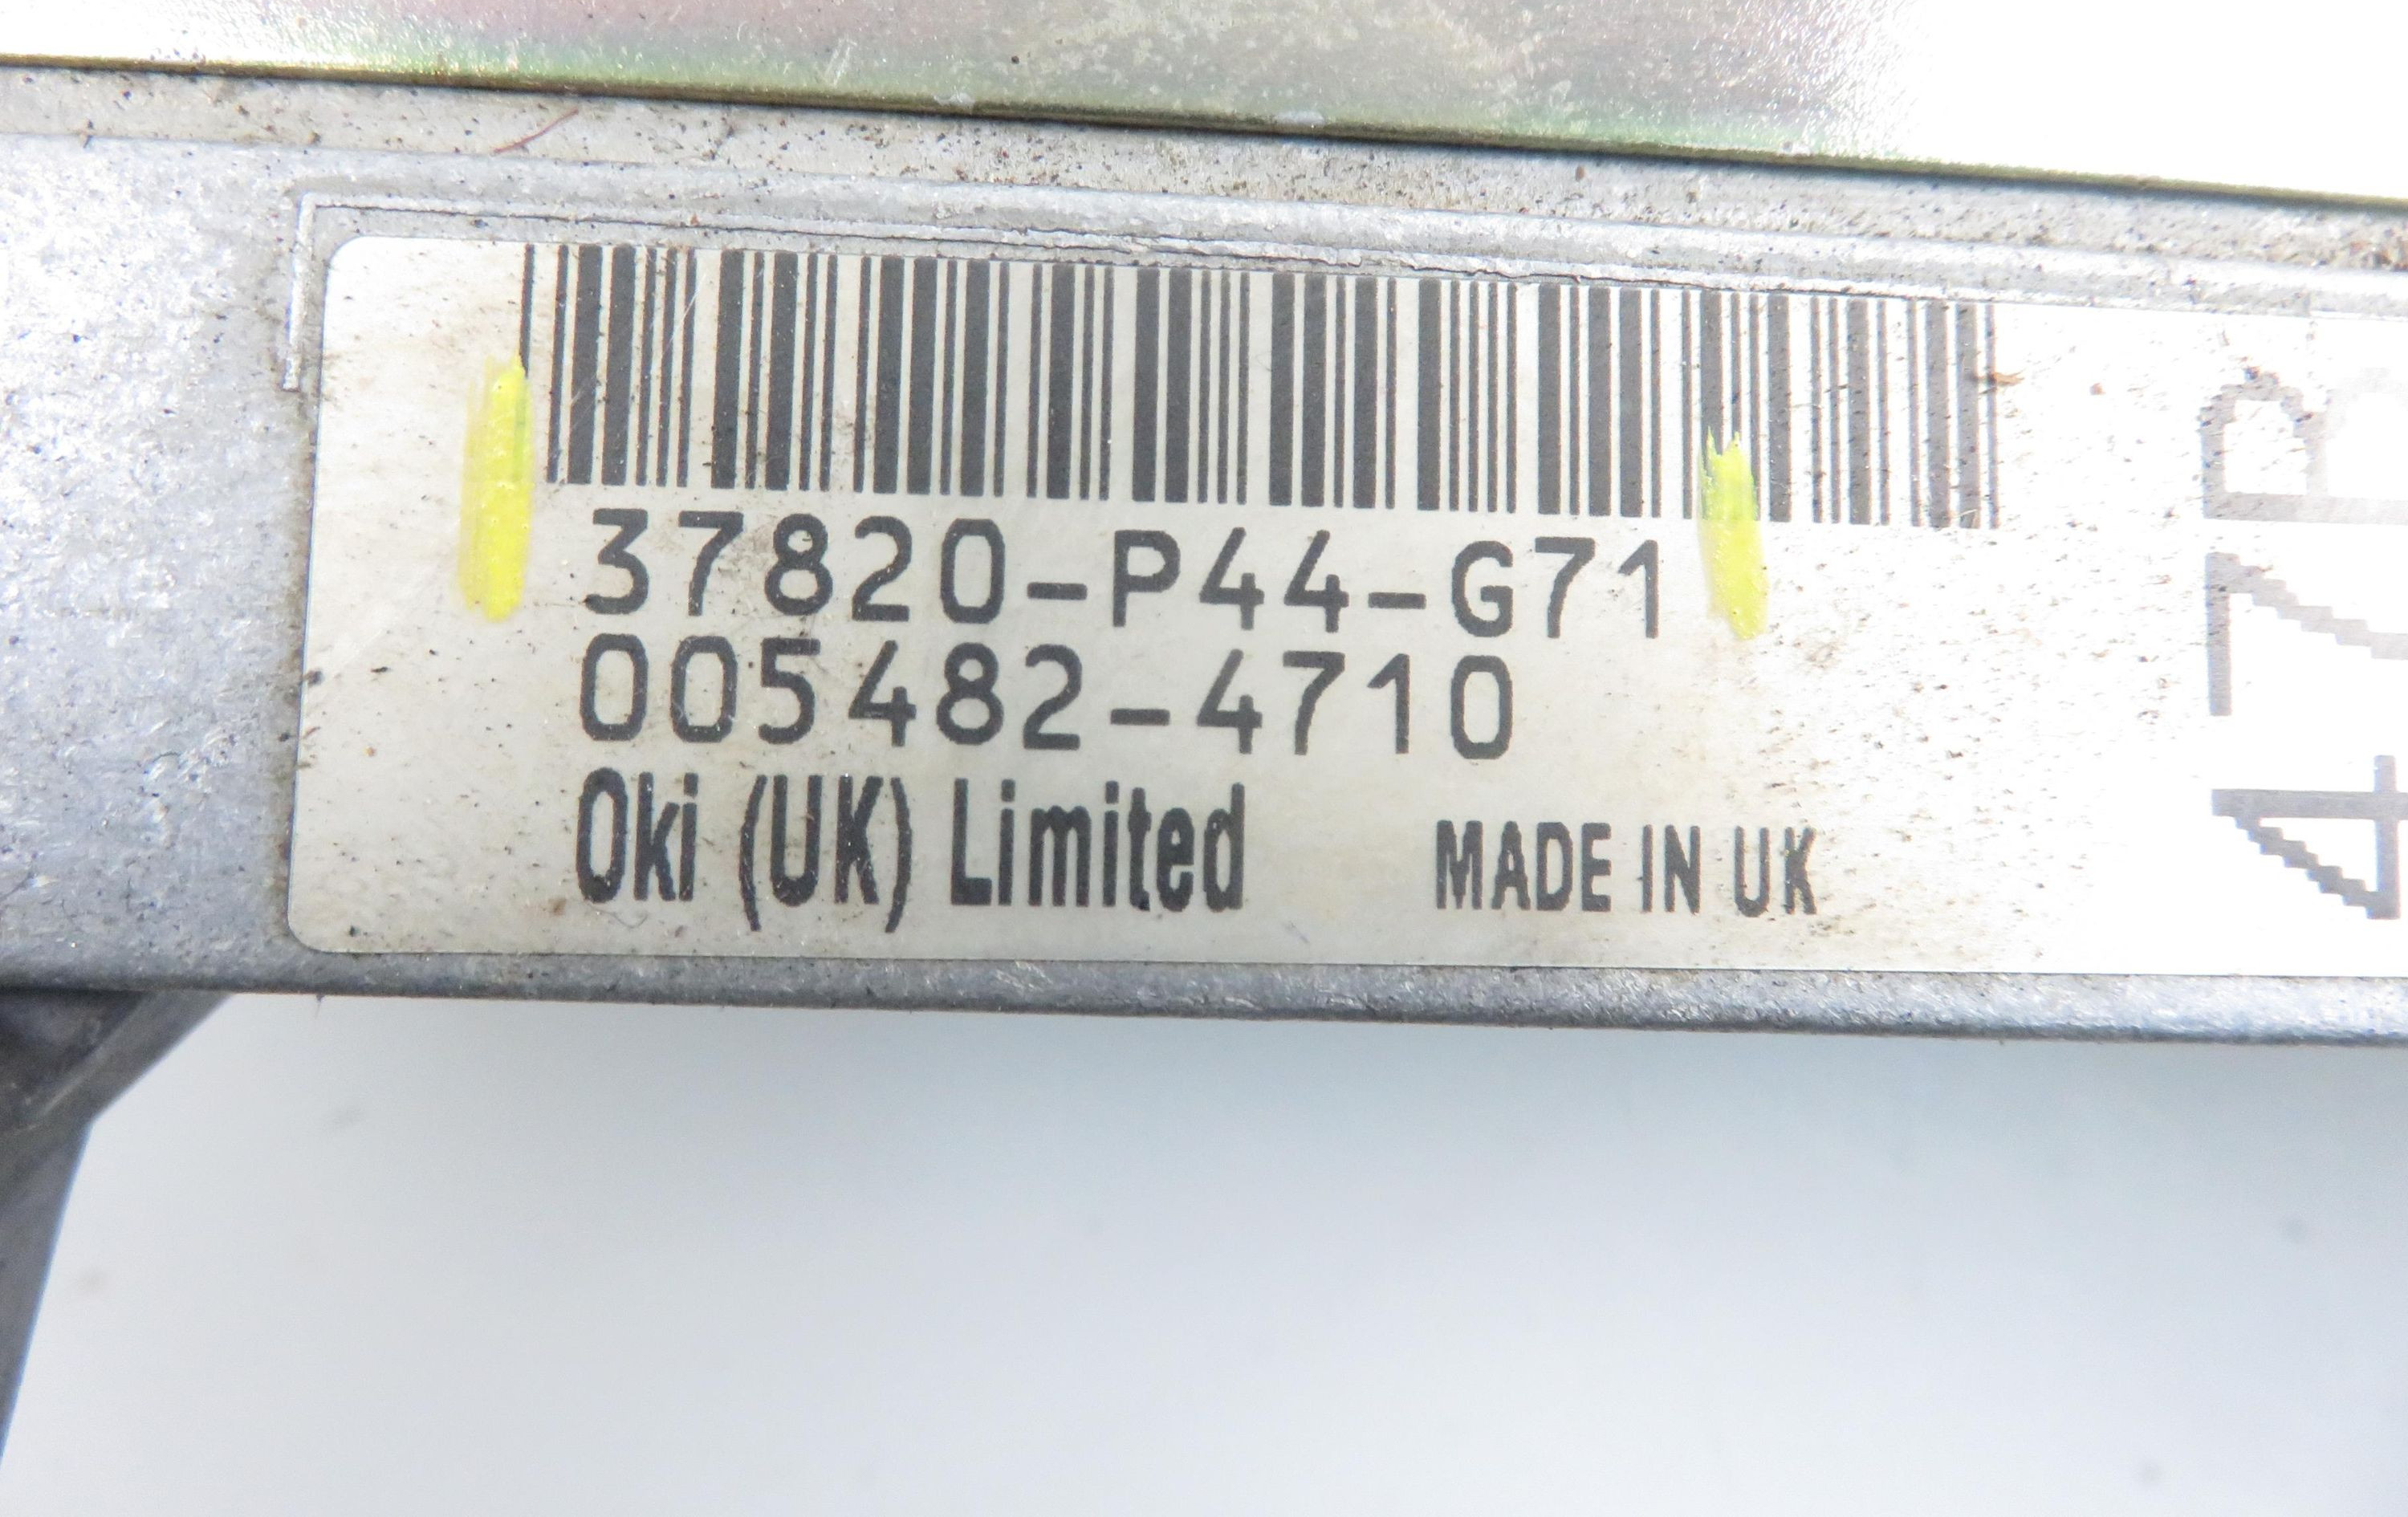 37820-P44-G71
005482-4710
Oki (UK) Limited MADE IN UK